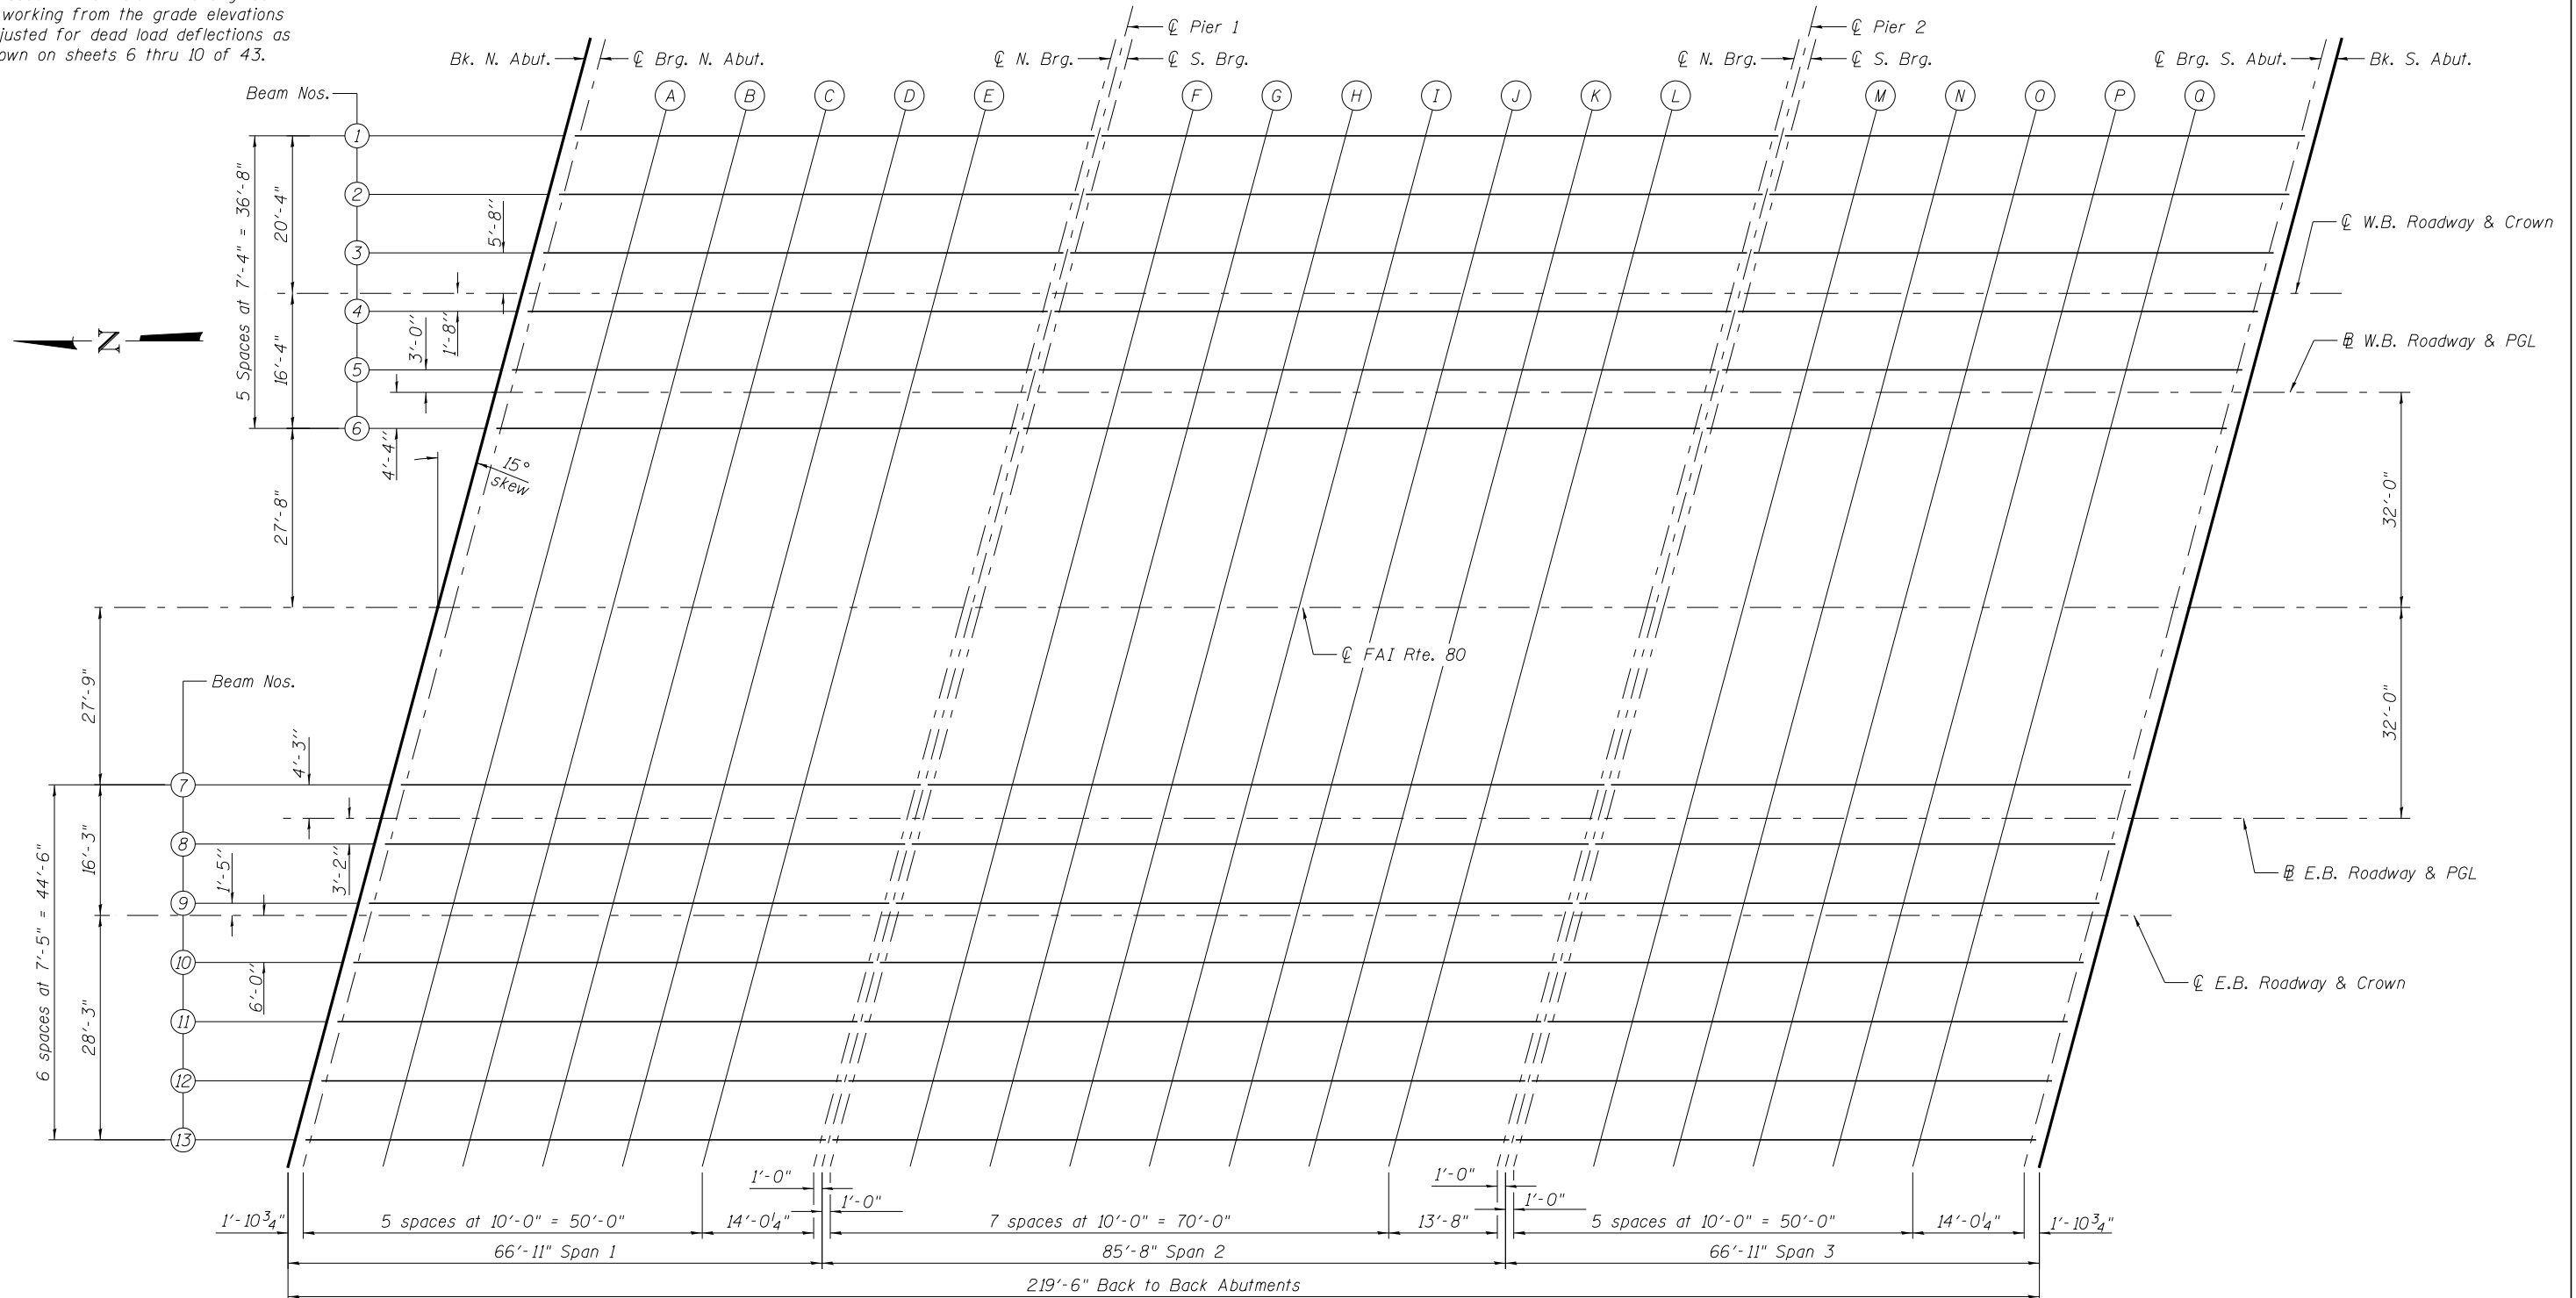 working from the grade elevations
justed for dead load deflections as
own on sheets 6 thru 10 of 43.
℄ Pier 1
℄ Pier 2
Bk. N. Abut.
℄ Brg. N. Abut.
℄ N. Brg.
℄ S. Brg.
℄ N. Brg.
℄ S. Brg.
℄ Brg. S. Abut.
Bk. S. Abut.
Beam Nos.
A
B
C
D
E
F
G
H
I
J
K
L
M
N
O
P
Q
1
2
3
4
5
6
5 Spaces at 7'-4" = 36'-8"
20'-4"
16'-4"
27'-8"
5'-8"
1'-8"
3'-0"
4'-4"
15°
skew
N
℄ W.B. Roadway & Crown
℄ W.B. Roadway & PGL
32'-0"
32'-0"
℄ FAI Rte. 80
Beam Nos.
7
8
9
10
11
12
13
27'-9"
16'-3"
28'-3"
6 spaces at 7'-5" = 44'-6"
4'-3"
3'-2"
1'-5"
6'-0"
℄ E.B. Roadway & PGL
℄ E.B. Roadway & Crown
1'-0"
1'-0"
1'-0"
1'-0"
1'-10 3/4"
5 spaces at 10'-0" = 50'-0"
14'-0 1/4"
7 spaces at 10'-0" = 70'-0"
13'-8"
5 spaces at 10'-0" = 50'-0"
14'-0 1/4"
1'-10 3/4"
66'-11" Span 1
85'-8" Span 2
66'-11" Span 3
219'-6" Back to Back Abutments